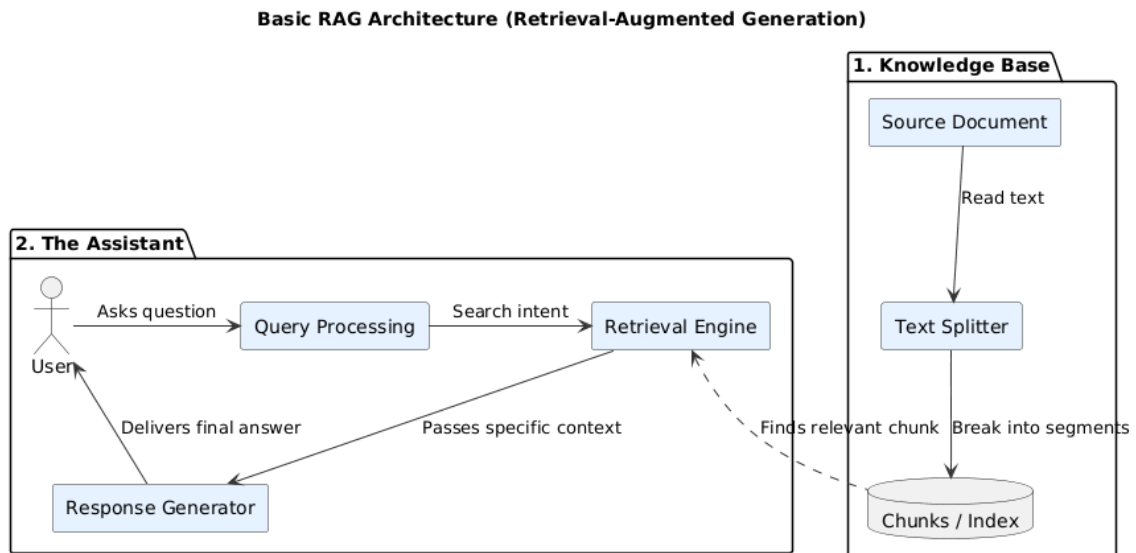 Basic RAG Architecture (Retrieval-Augmented Generation)
1. Knowledge Base
Source Document
Read text
2. The Assistant
Asks question
Query Processing
Search intent
Retrieval Engine
Text Splitter
User
Delivers final answer
Passes specific context
Finds relevant chunk
Break into segments
Response Generator
Chunks / Index